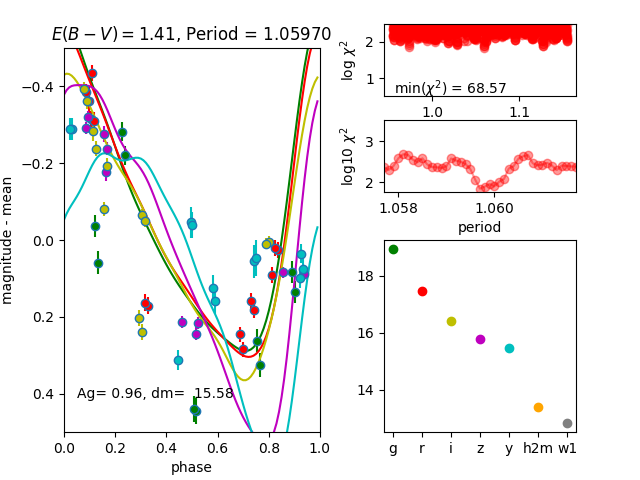 E(B − V) = 1.41, Period = 1.05970
−0.4
−0.2
0.0
0.2
0.4
magnitude - mean
Ag= 0.96, dm= 15.58
0.0 0.2 0.4 0.6 0.8 1.0
phase
log χ²
2
1
min(χ²) = 68.57
1.0 1.1
log10 χ²
3
2
1.058 1.060
period
18
16
14
g r i z y h2m w1